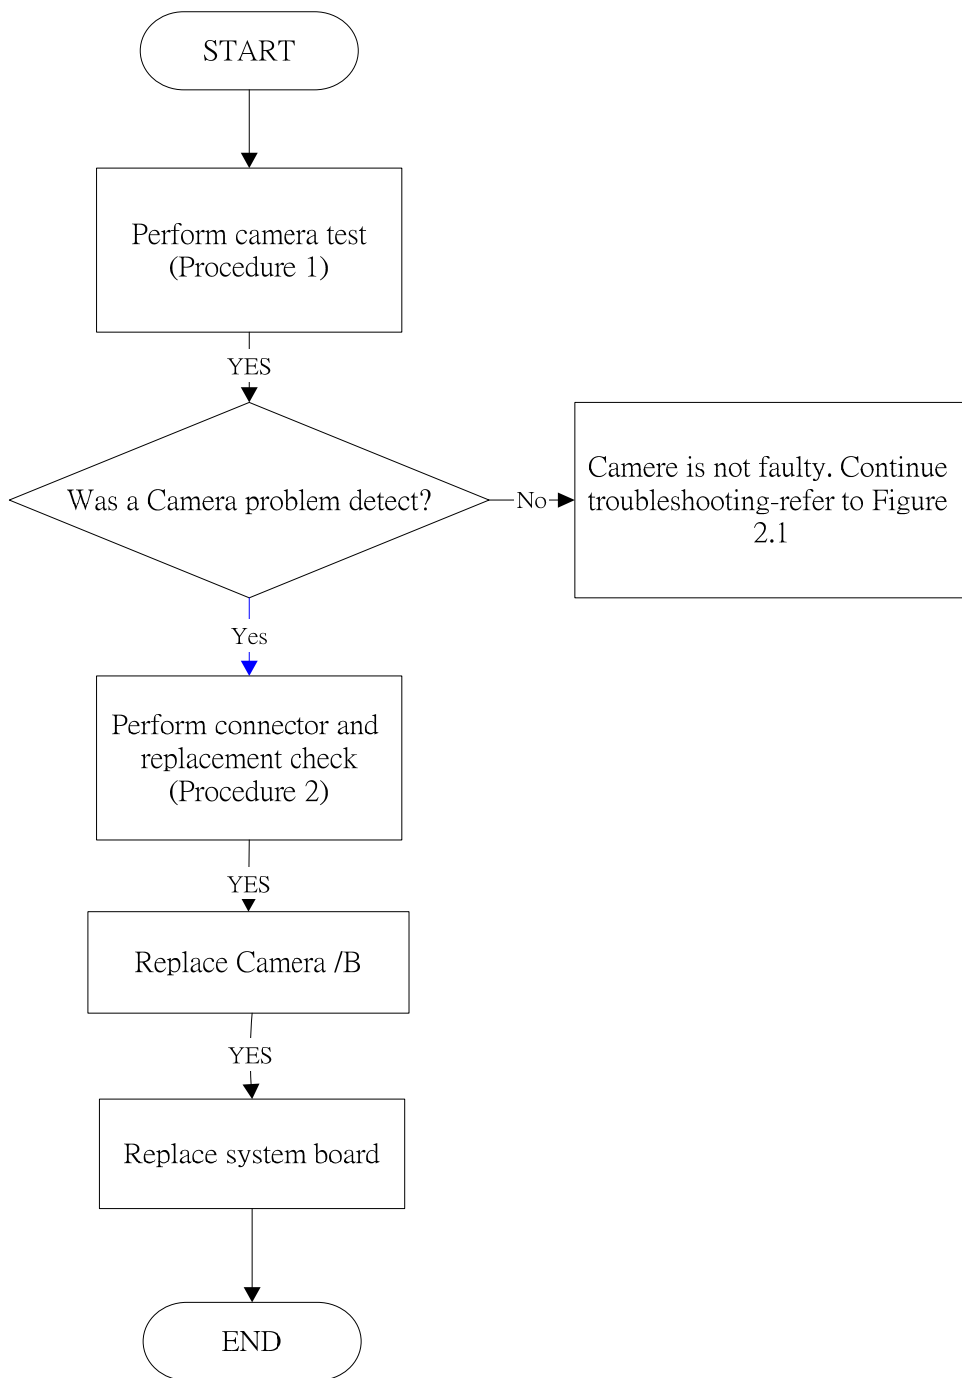 START
Perform camera test
(Procedure 1)
YES
Was a Camera problem detect?
No
Camere is not faulty. Continue
troubleshooting-refer to Figure
2.1
Yes
Perform connector and
replacement check
(Procedure 2)
YES
Replace Camera /B
YES
Replace system board
END